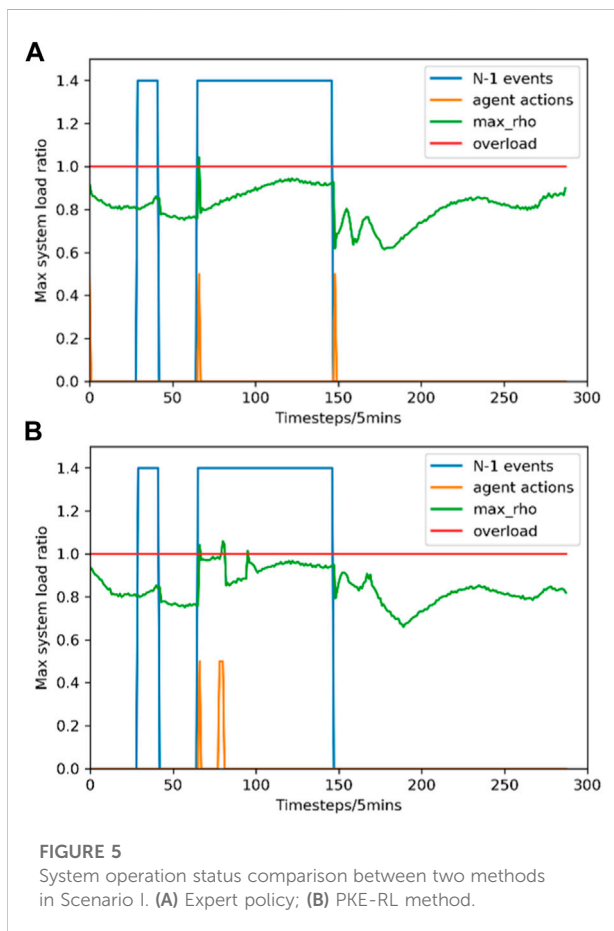 A
N-1 events
agent actions
max_rho
overload
Max system load ratio
1.4
1.2
1.0
0.8
0.6
0.4
0.2
0.0
0 50 100 150 200 250 300
Timesteps/5mins
B
N-1 events
agent actions
max_rho
overload
Max system load ratio
1.4
1.2
1.0
0.8
0.6
0.4
0.2
0.0
0 50 100 150 200 250 300
Timesteps/5mins
FIGURE 5
System operation status comparison between two methods
in Scenario I. (A) Expert policy; (B) PKE-RL method.